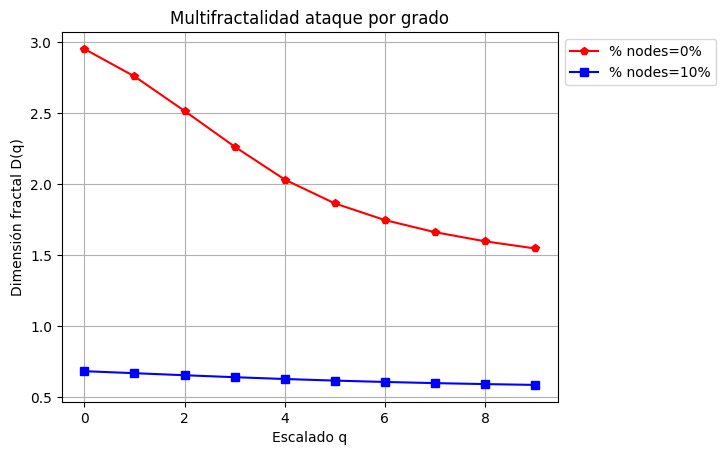 Multifractalidad ataque por grado
% nodes=0%
% nodes=10%
Dimensión fractal D(q)
3.0
2.5
2.0
1.5
1.0
0.5
0 2 4 6 8
Escalado q